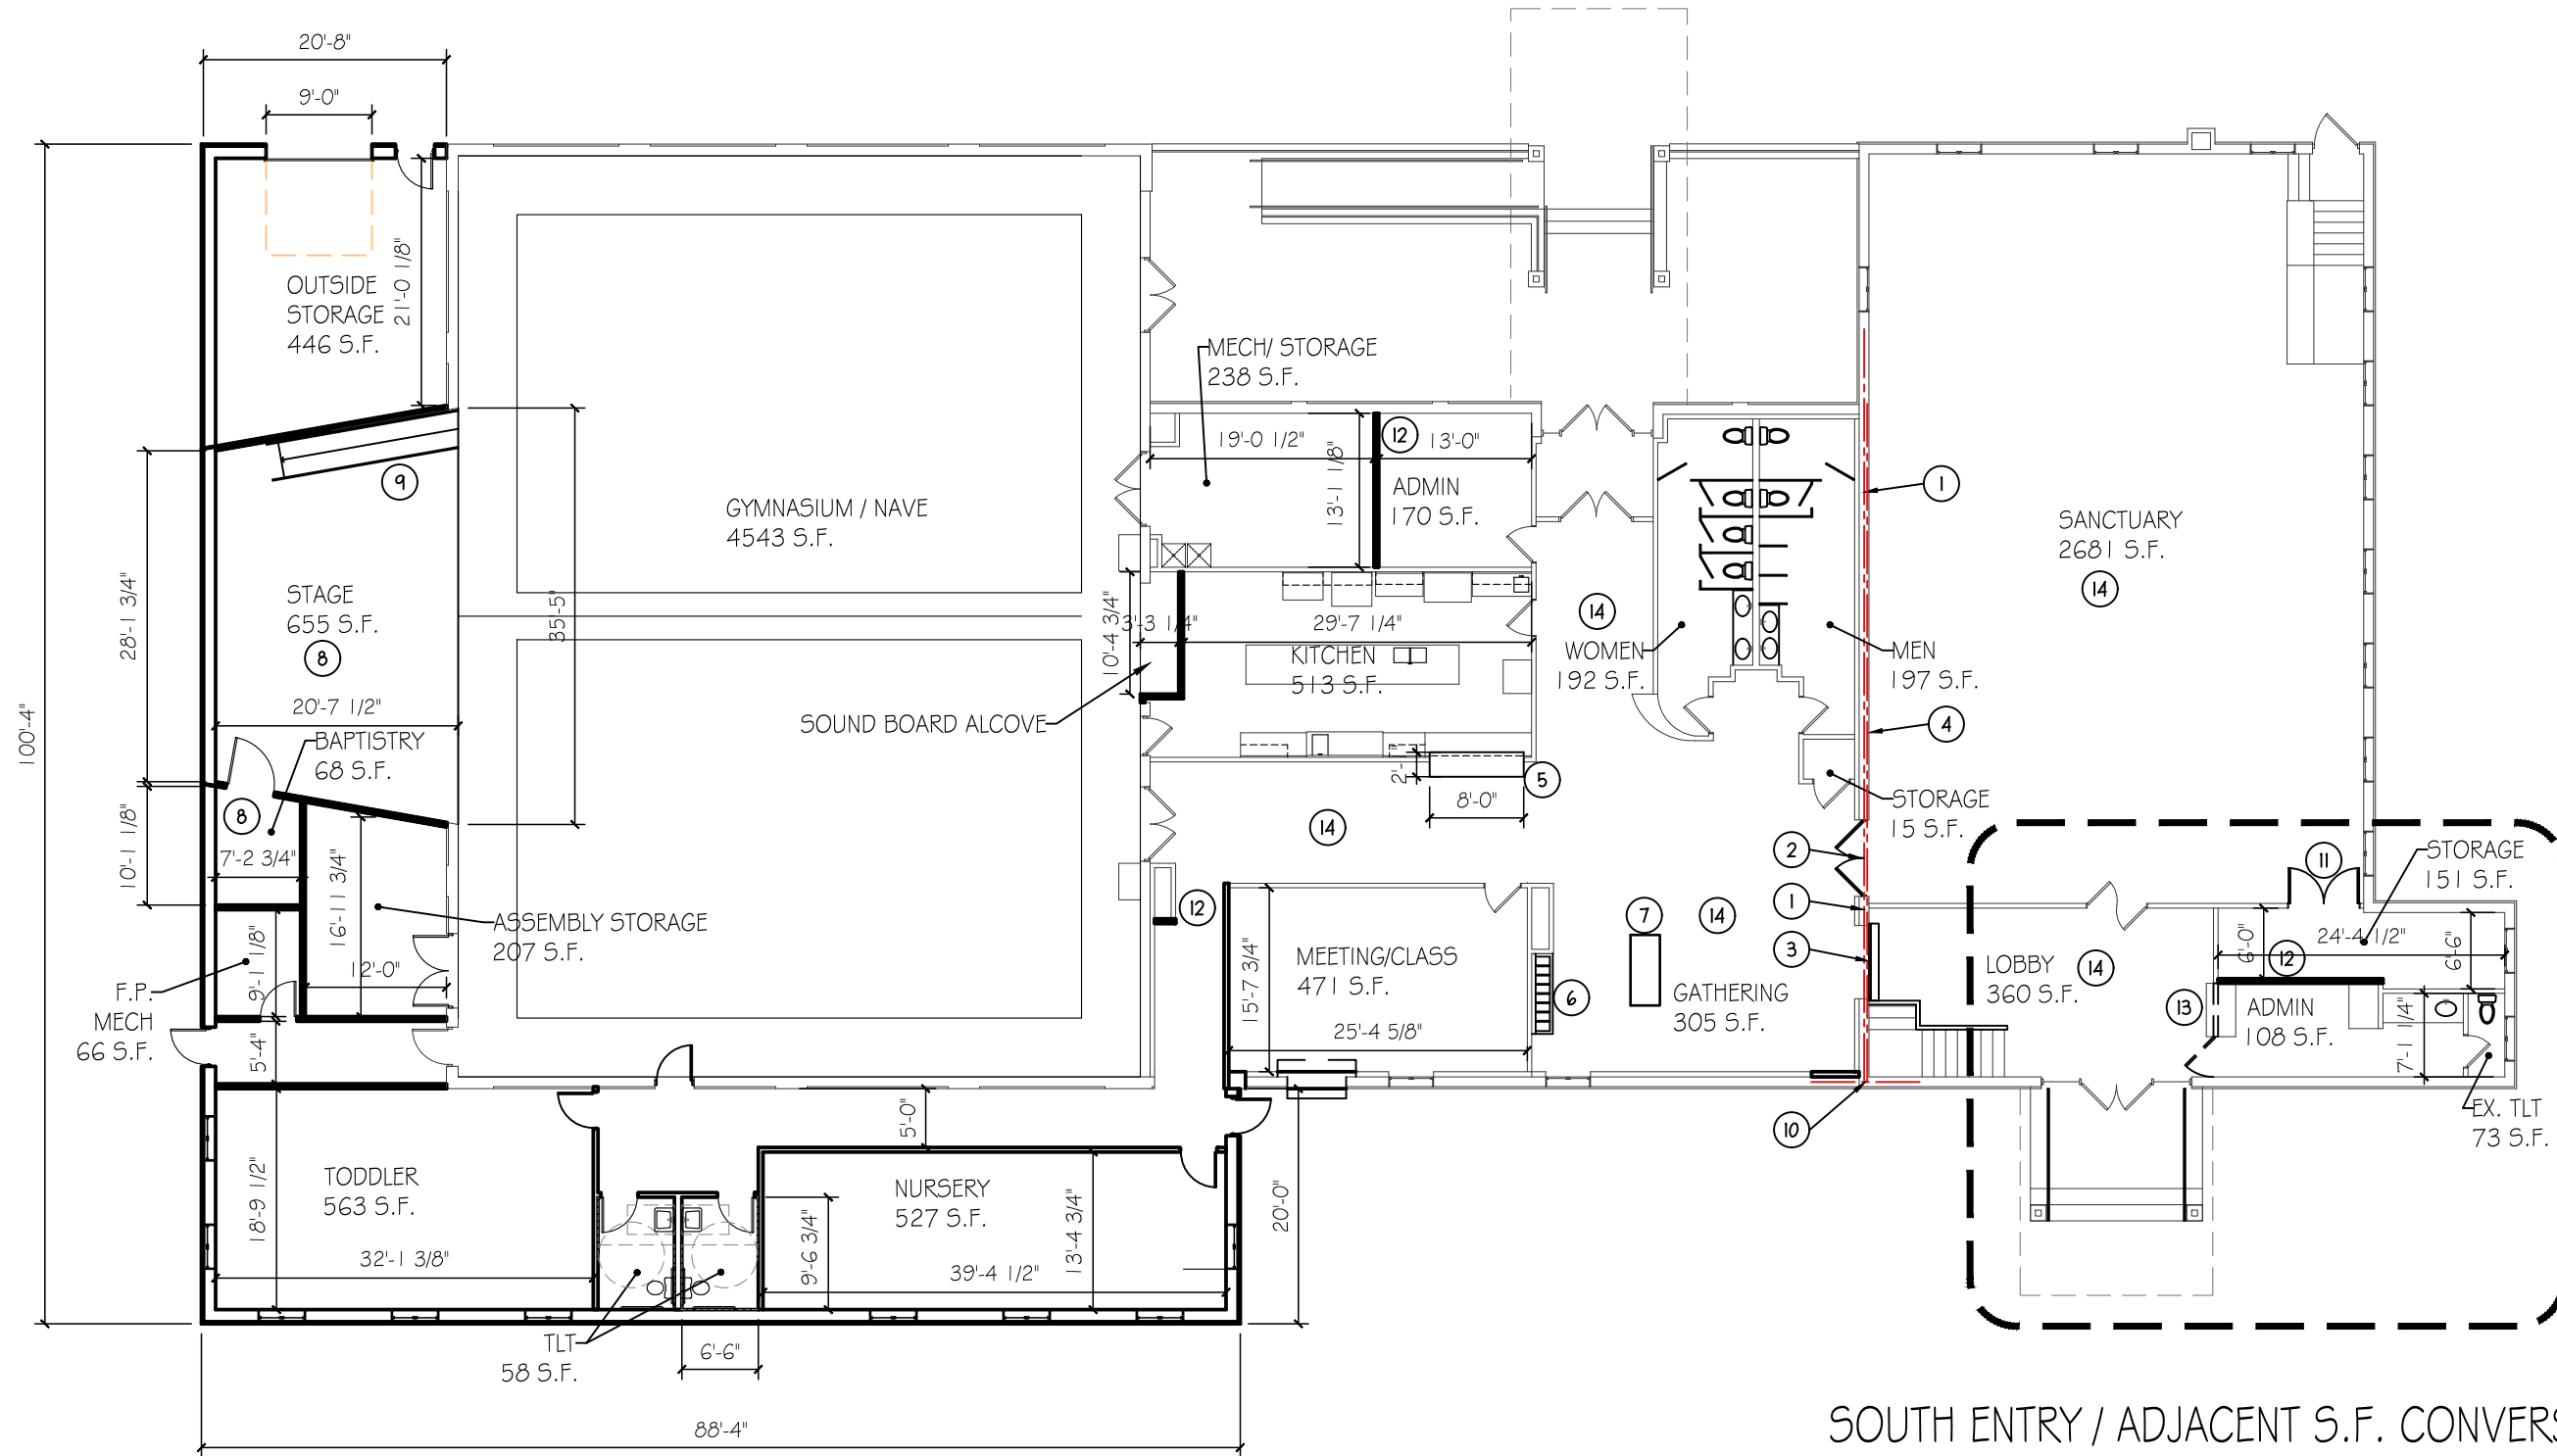 20'-8"
9'-0"
100'-4"
OUTSIDE
STORAGE
446 S.F.
21'-0 1/8"
9
28'-1 3/4"
STAGE
655 S.F.
8
20'-7 1/2"
35'-5"
GYMNASIUM / NAVE
4543 S.F.
BAPTISTRY
68 S.F.
8
10'-1 1/8"
7'-2 3/4"
16'-11 3/4"
ASSEMBLY STORAGE
207 S.F.
12'-0"
9'-1 1/8"
F.P.
MECH
66 S.F.
5'-4"
SOUND BOARD ALCOVE
MECH/ STORAGE
238 S.F.
19'-0 1/2"
12
13'-0"
13'-1 1/8"
ADMIN
170 S.F.
10'-4 3/4"
3'-3 1/4"
29'-7 1/4"
KITCHEN
513 S.F.
14
WOMEN
192 S.F.
MEN
197 S.F.
1
SANCTUARY
2681 S.F.
14
4
5
8'-0"
14
STORAGE
15 S.F.
2
1
3
12
15'-7 3/4"
MEETING/CLASS
471 S.F.
25'-4 5/8"
6
7
14
GATHERING
305 S.F.
10
11
STORAGE
151 S.F.
6'-0"
24'-4 1/2"
12
6'-6"
LOBBY
360 S.F.
14
13
ADMIN
108 S.F.
7'-1 1/4"
EX. TLT
73 S.F.
18'-9 1/2"
TODDLER
563 S.F.
32'-1 3/8"
5'-0"
NURSERY
527 S.F.
9'-6 3/4"
39'-4 1/2"
13'-4 3/4"
20'-0"
TLT
58 S.F.
6'-6"
88'-4"
SOUTH ENTRY / ADJACENT S.F.